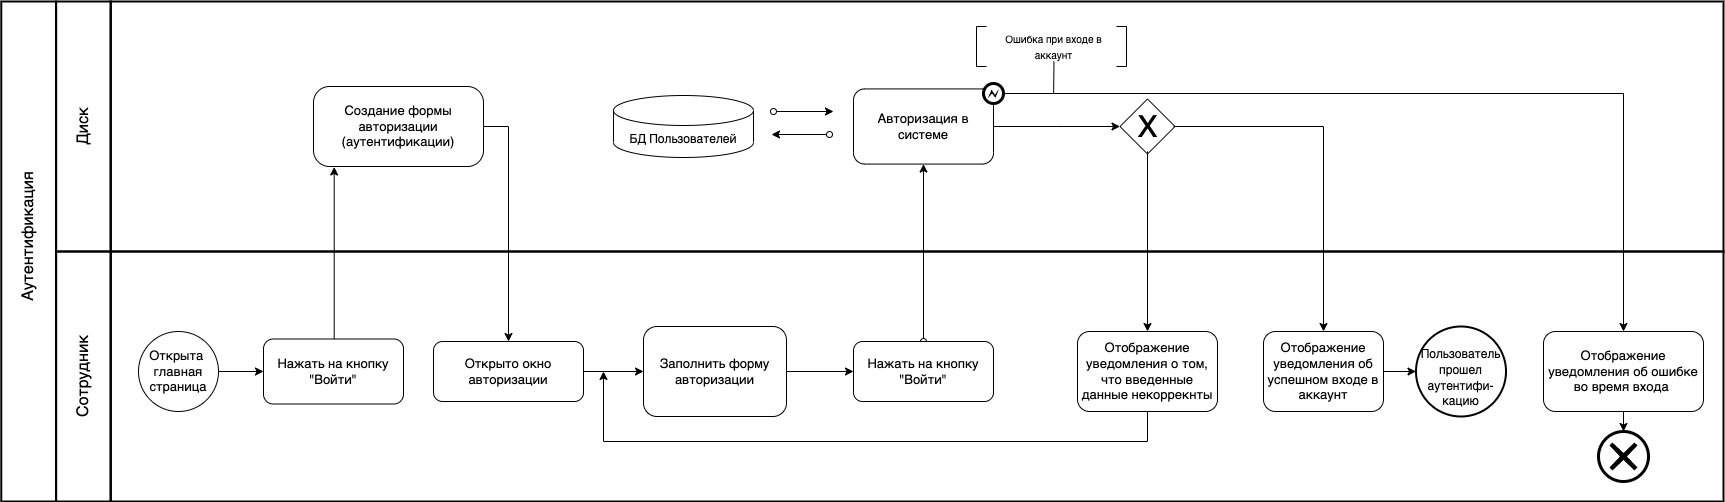 Аутентификация
Диск
Сотрудник
Ошибка при входе в
аккаунт
Создание формы
авторизации
(аутентификации)
БД Пользователей
Авторизация в
системе
X
Открыта
главная
страница
Нажать на кнопку
"Войти"
Открыто окно
авторизации
Заполнить форму
авторизации
Нажать на кнопку
"Войти"
Отображение
уведомления о том,
что введенные
данные некоррекнты
Отображение
уведомления об
успешном входе в
аккаунт
Пользователь
прошел
аутентифи-
кацию
Отображение
уведомления об ошибке
во время входа